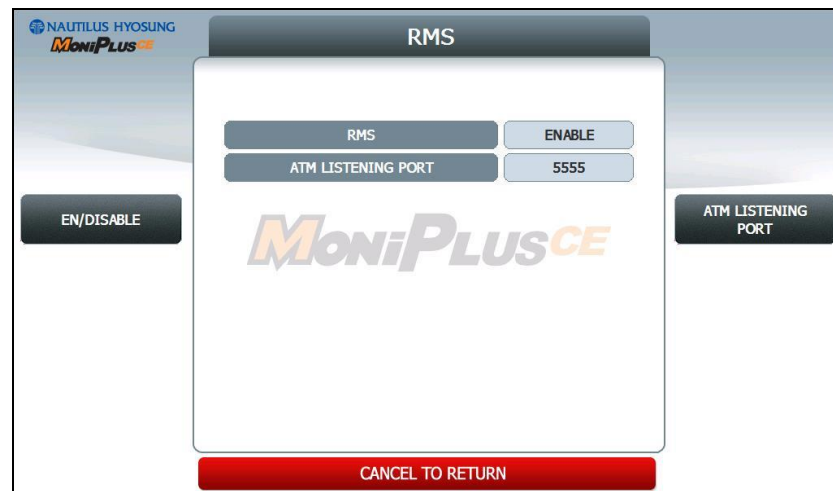 NAUTILUS HYOSUNG
MONIPLUSCE
RMS
RMS ENABLE
ATM LISTENING PORT 5555
EN/DISABLE
ATM LISTENING
PORT
MONIPLUSCE
CANCEL TO RETURN